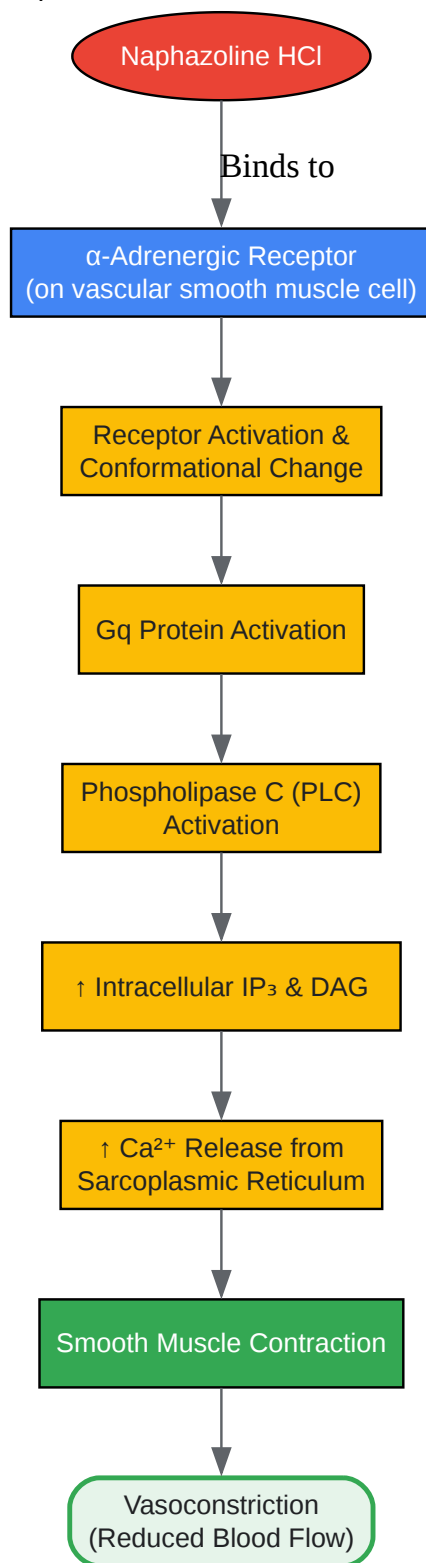 Naphazoline HCl
Binds to
α-Adrenergic Receptor
(on vascular smooth muscle cell)
Receptor Activation &
Conformational Change
Gq Protein Activation
Phospholipase C (PLC)
Activation
↑ Intracellular IP₃ & DAG
↑ Ca²⁺ Release from
Sarcoplasmic Reticulum
Smooth Muscle Contraction
Vasoconstriction
(Reduced Blood Flow)